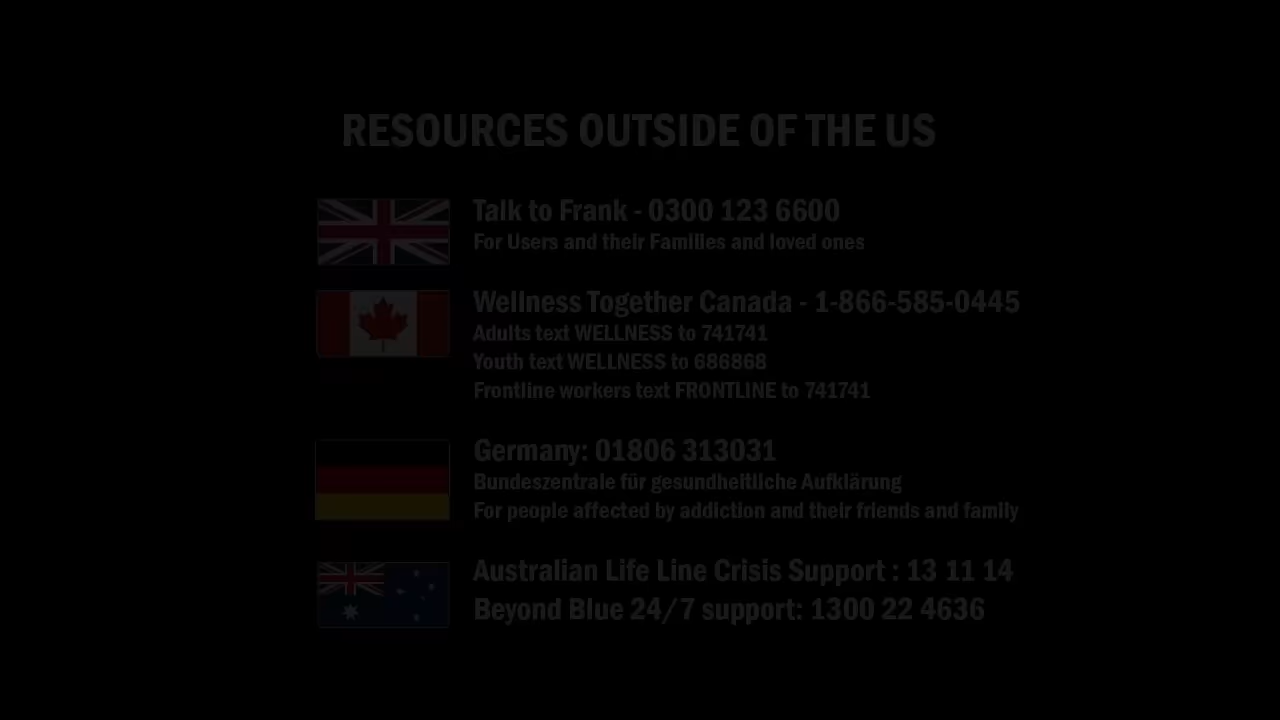 RESOURCES OUTSIDE OF THE US
Talk to Frank - 0300 123 6600
For Users and their Families and loved ones
Wellness Together Canada - 1-866-585-0445
Adults text WELLNESS to 741741
Youth text WELLNESS to 686868
Frontline workers text FRONTLINE to 741741
Germany: 01806 313031
Bundeszentrale für gesundheitliche Aufklärung
For people affected by addiction and their friends and family
Australian Life Line Crisis Support : 13 11 14
Beyond Blue 24/7 support: 1300 22 4636